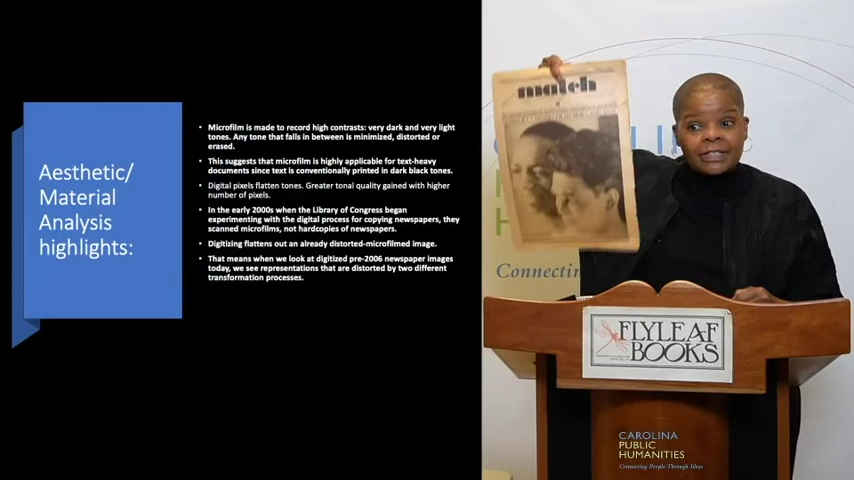 Aesthetic/
Material
Analysis
highlights:
• Microfilm is made to record high contrasts: very dark and very light
tones. Any tone that falls in between is minimized, distorted or
erased.
• This suggests that microfilm is highly applicable for text-heavy
documents since text is conventionally printed in dark black tones.
• Digital pixels flatten tones. Greater tonal quality gained with higher
number of pixels.
• In the early 2000s when the Library of Congress began
experimenting with the digital process for copying newspapers, they
scanned microfilms, not hardcopies of newspapers.
• Digitizing flattens out an already distorted-microfilmed image.
• That means when we look at digitized pre-2006 newspaper images
today, we see representations that are distorted by two different
transformation processes.
match
Connecting
FLYLEAF
BOOKS
CAROLINA
PUBLIC
HUMANITIES
Connecting People Through Ideas